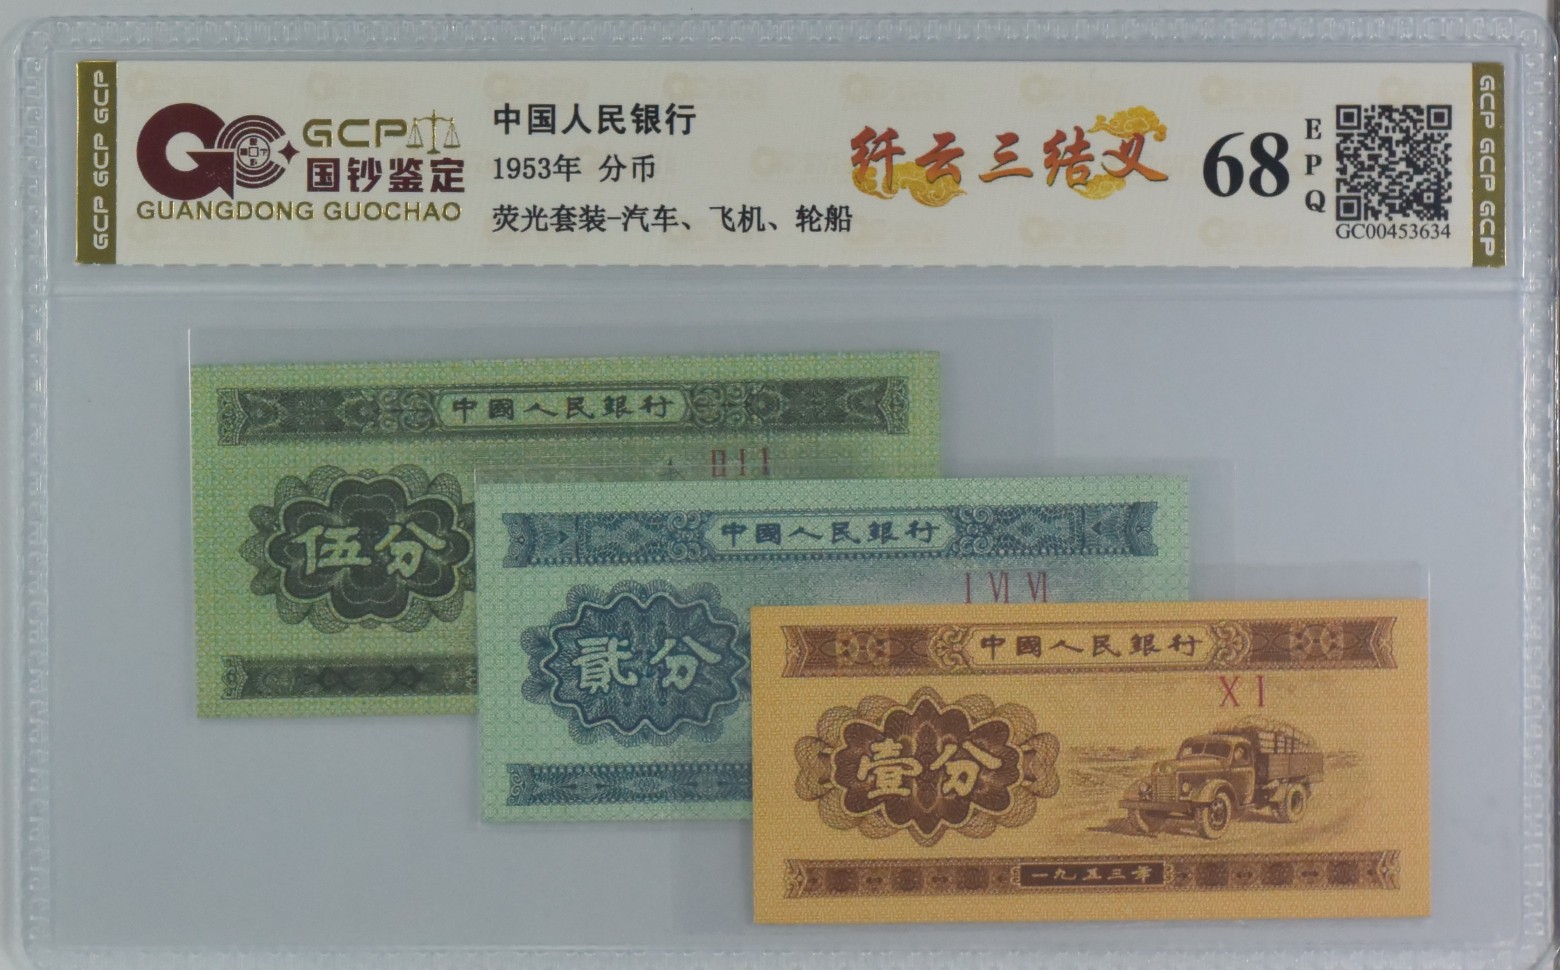 GCP GCP GCP
GCP
国钞鉴定
GUANGDONG GUOCHAO
中国人民银行
1953年 分币
荧光套装-汽车、飞机、轮船
纤云三结义
68
EPQ
GC00453634
GCP GCP GCP
中國人民銀行
伍分
中國人民銀行
I VI VI
貳分
中國人民銀行
X I
壹分
一九五三年